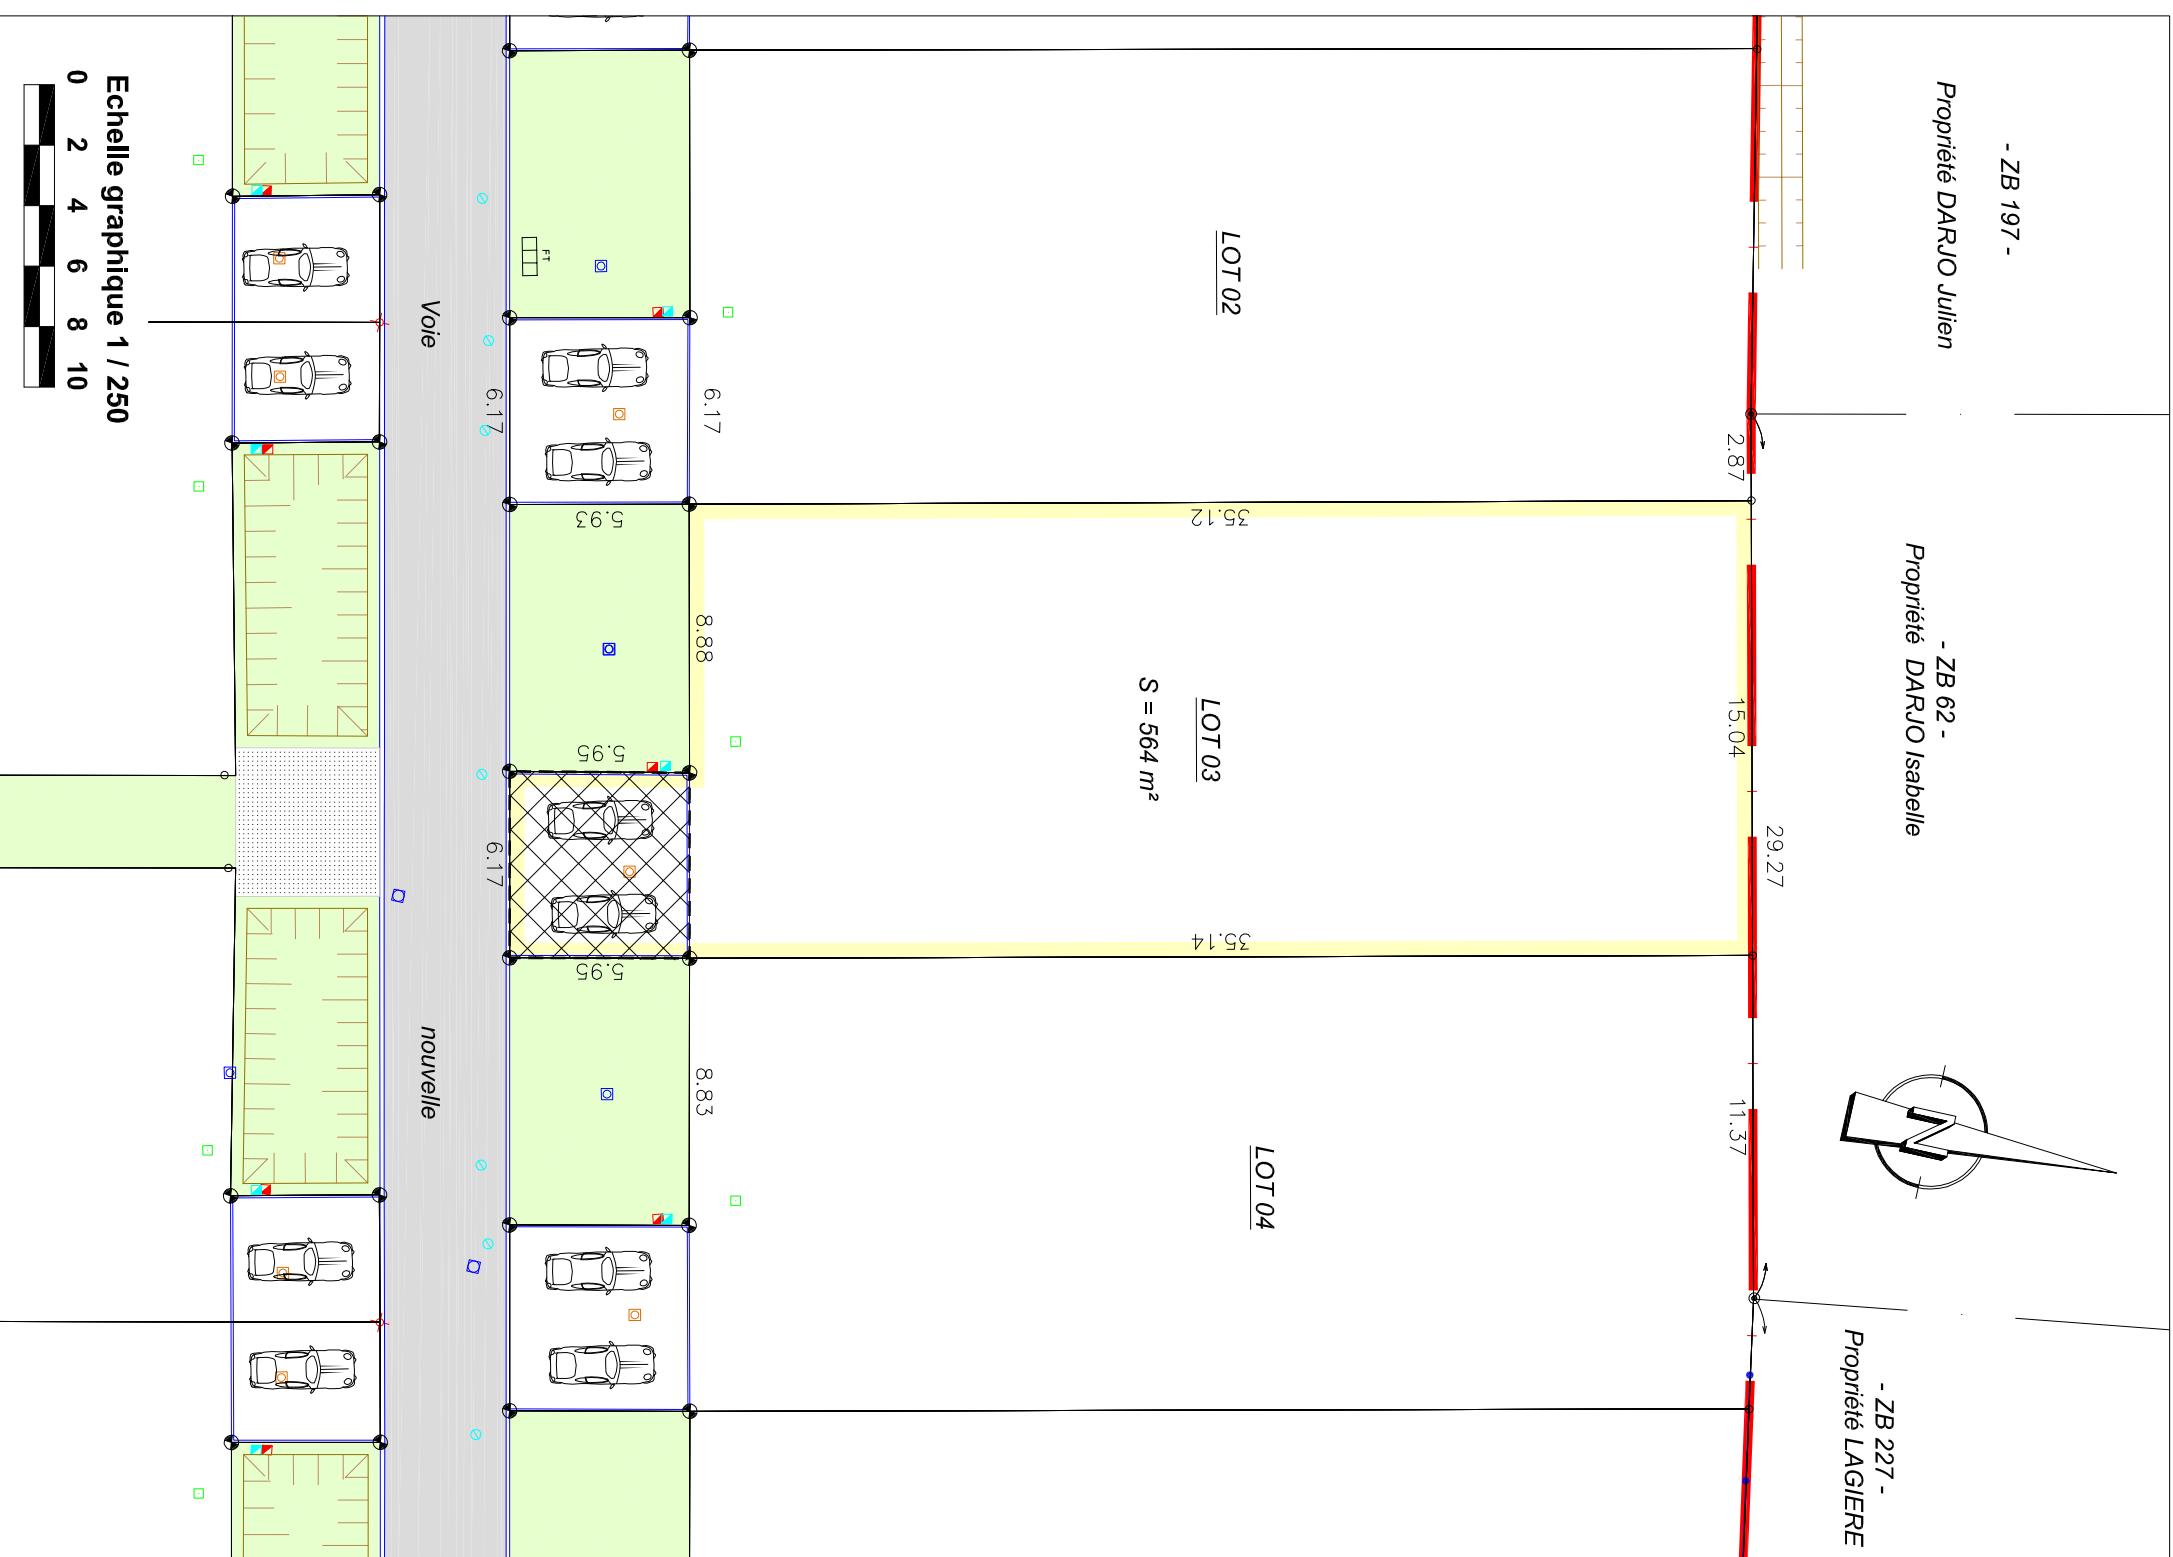 - ZB 197 -
Propriété DARJO Julien
- ZB 62 -
Propriété DARJO Isabelle
- ZB 227 -
Propriété LAGIERE
N
29.27
2.87
15.04
11.37
LOT 02
LOT 03
S = 564 m²
LOT 04
35.12
35.14
6.17
8.88
8.83
5.93
5.95
5.95
FT
6.17
6.17
Voie
nouvelle
Echelle graphique 1 / 250
0 2 4 6 8 10